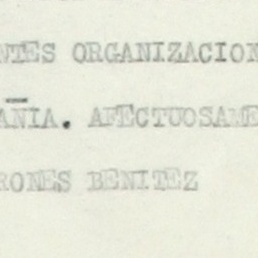 NTES ORGANIZACION
ANIA. AFECTUOSAME
RONES BENITEZ